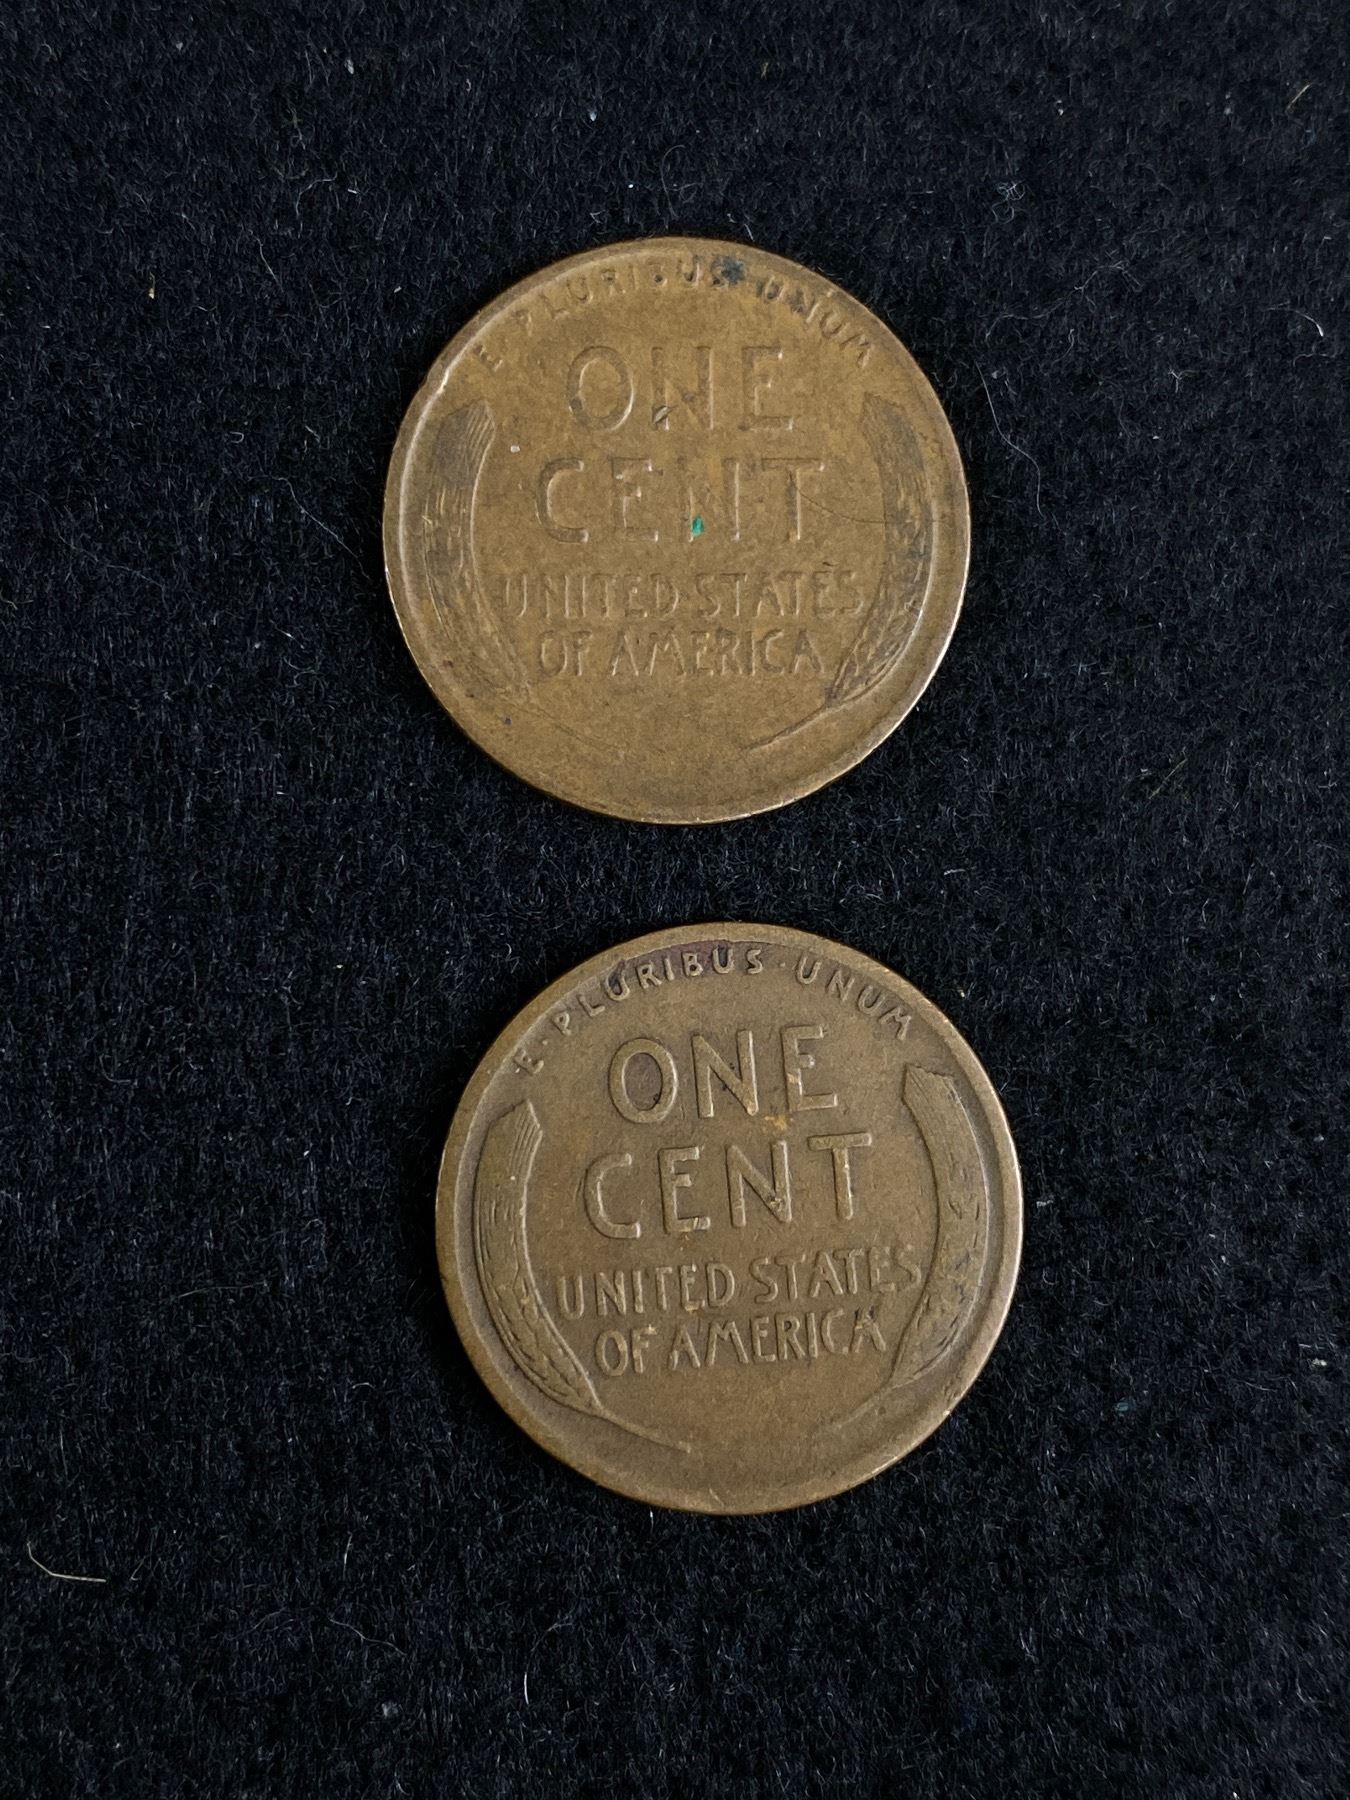 E · PLURIBUS · UNUM
ONE
CENT
UNITED STATES
OF AMERICA
E · PLURIBUS · UNUM
ONE
CENT
UNITED STATES
OF AMERICA